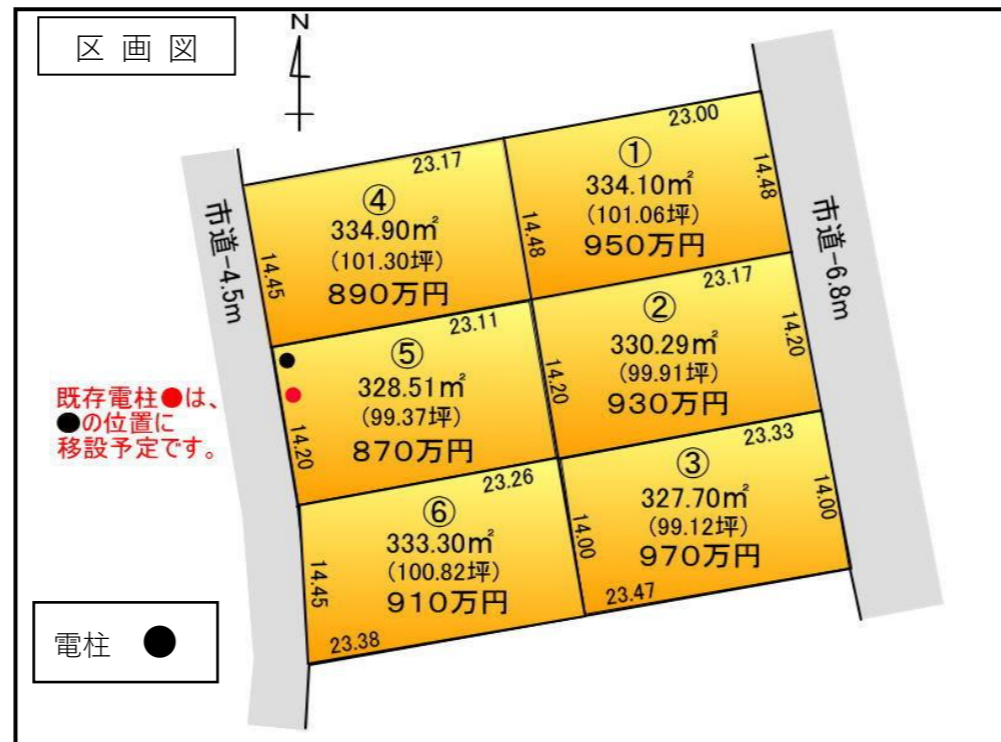 区画図
N
23.00
①
334.10㎡
(101.06坪)
950万円
14.48
14.48
23.17
④
334.90㎡
(101.30坪)
890万円
14.45
市道-4.5m
市道-6.8m
23.17
②
330.29㎡
(99.91坪)
930万円
14.20
14.20
23.11
⑤
328.51㎡
(99.37坪)
870万円
14.20
既存電柱●は、
●の位置に
移設予定です。
23.33
③
327.70㎡
(99.12坪)
970万円
14.00
14.00
23.47
23.26
⑥
333.30㎡
(100.82坪)
910万円
14.45
23.38
電柱 ●